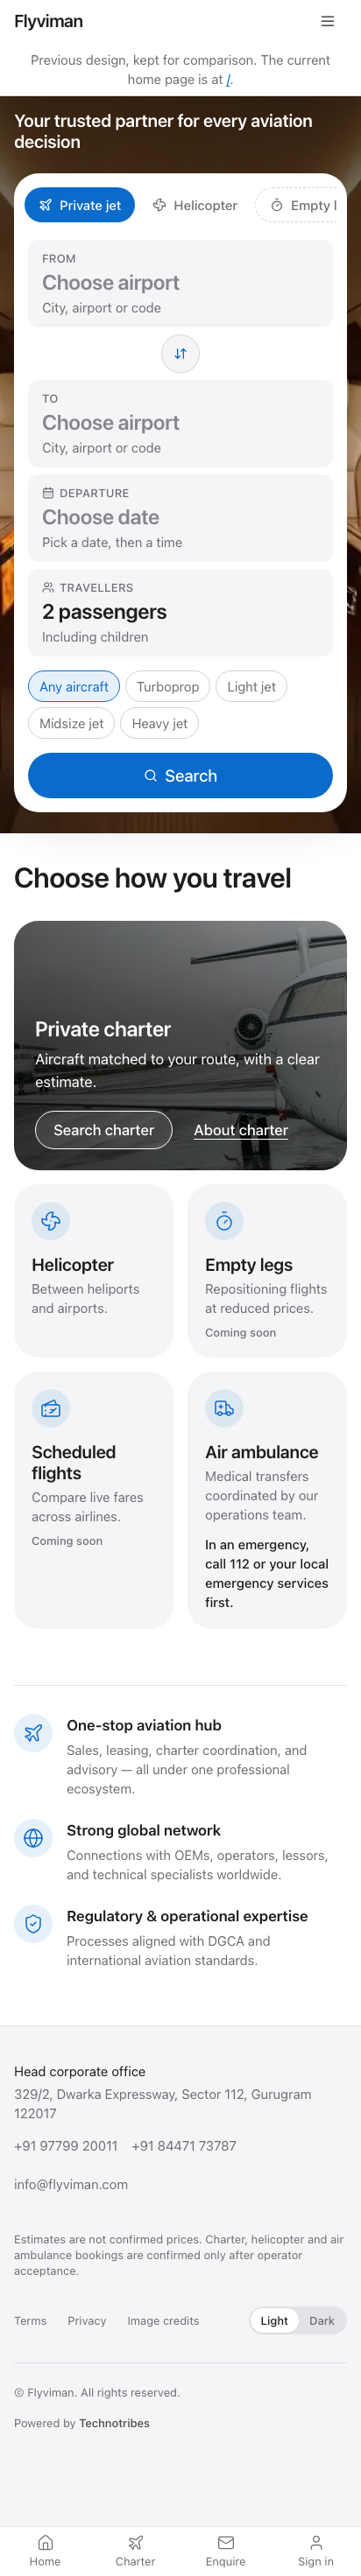 Flyviman
Previous design, kept for comparison. The current
home page is at /.
Your trusted partner for every aviation
decision
Private jet
Helicopter
Empty l
FROM
Choose airport
City, airport or code
TO
Choose airport
City, airport or code
DEPARTURE
Choose date
Pick a date, then a time
TRAVELLERS
2 passengers
Including children
Any aircraft
Turboprop
Light jet
Midsize jet
Heavy jet
Search
Choose how you travel
Private charter
Aircraft matched to your route, with a clear
estimate.
Search charter
About charter
Helicopter
Between heliports
and airports.
Empty legs
Repositioning flights
at reduced prices.
Coming soon
Scheduled
flights
Compare live fares
across airlines.
Coming soon
Air ambulance
Medical transfers
coordinated by our
operations team.
In an emergency,
call 112 or your local
emergency services
first.
One-stop aviation hub
Sales, leasing, charter coordination, and
advisory — all under one professional
ecosystem.
Strong global network
Connections with OEMs, operators, lessors,
and technical specialists worldwide.
Regulatory & operational expertise
Processes aligned with DGCA and
international aviation standards.
Head corporate office
329/2, Dwarka Expressway, Sector 112, Gurugram
122017
+91 97799 20011 +91 84471 73787
info@flyviman.com
Estimates are not confirmed prices. Charter, helicopter and air
ambulance bookings are confirmed only after operator
acceptance.
Terms Privacy Image credits Light Dark
© Flyviman. All rights reserved.
Powered by Technotribes
Home Charter Enquire Sign in